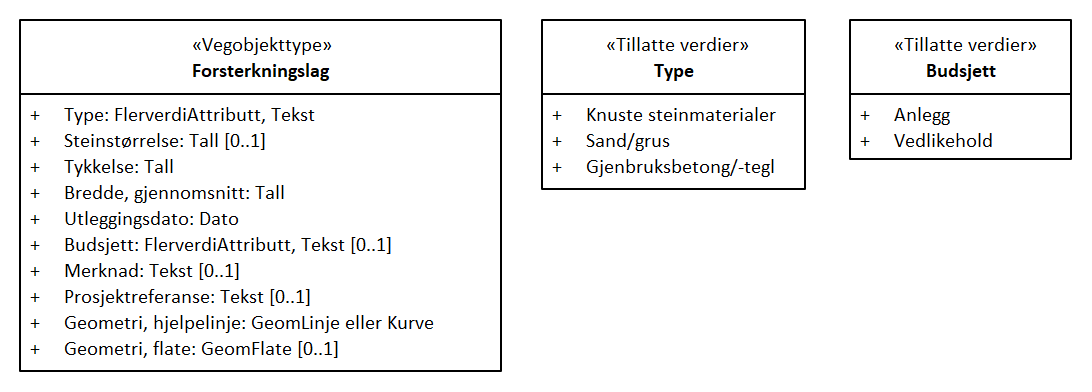 «Vegobjekttype»
Forsterkningslag
+ Type: FlerverdiAttributt, Tekst
+ Steinstørrelse: Tall [0..1]
+ Tykkelse: Tall
+ Bredde, gjennomsnitt: Tall
+ Utleggingsdato: Dato
+ Budsjett: FlerverdiAttributt, Tekst [0..1]
+ Merknad: Tekst [0..1]
+ Prosjektreferanse: Tekst [0..1]
+ Geometri, hjelpelinje: GeomLinje eller Kurve
+ Geometri, flate: GeomFlate [0..1]
«Tillatte verdier»
Type
+ Knuste steinmaterialer
+ Sand/grus
+ Gjenbruksbetong/-tegl
«Tillatte verdier»
Budsjett
+ Anlegg
+ Vedlikehold